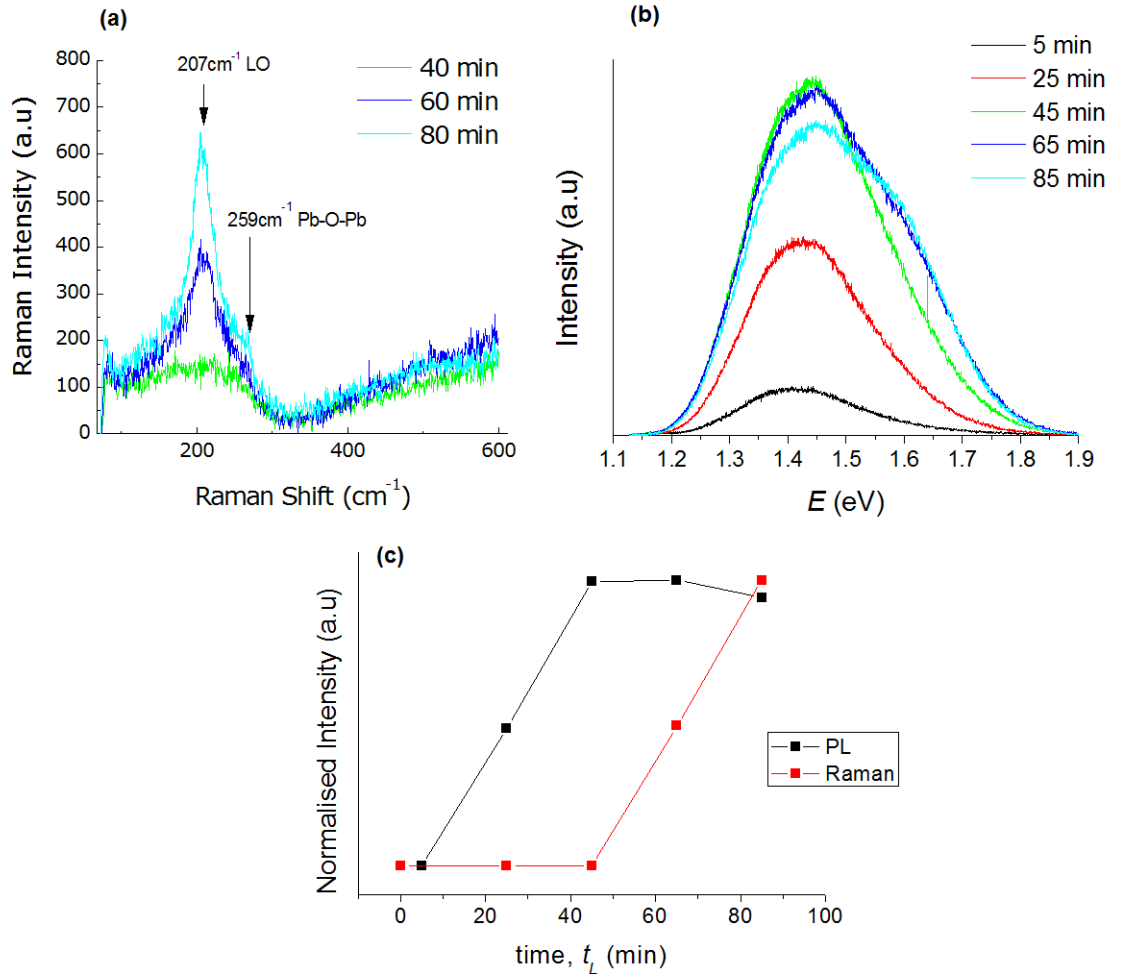 (a)
207cm⁻¹ LO
259cm⁻¹ Pb-O-Pb
40 min
60 min
80 min
800
700
600
500
400
300
200
100
0
Raman Intensity (a.u)
200
400
600
Raman Shift (cm⁻¹)
(b)
5 min
25 min
45 min
65 min
85 min
Intensity (a.u)
1.1
1.2
1.3
1.4
1.5
1.6
1.7
1.8
1.9
E (eV)
(c)
Normalised Intensity (a.u)
PL
Raman
0
20
40
60
80
100
time, t_L (min)